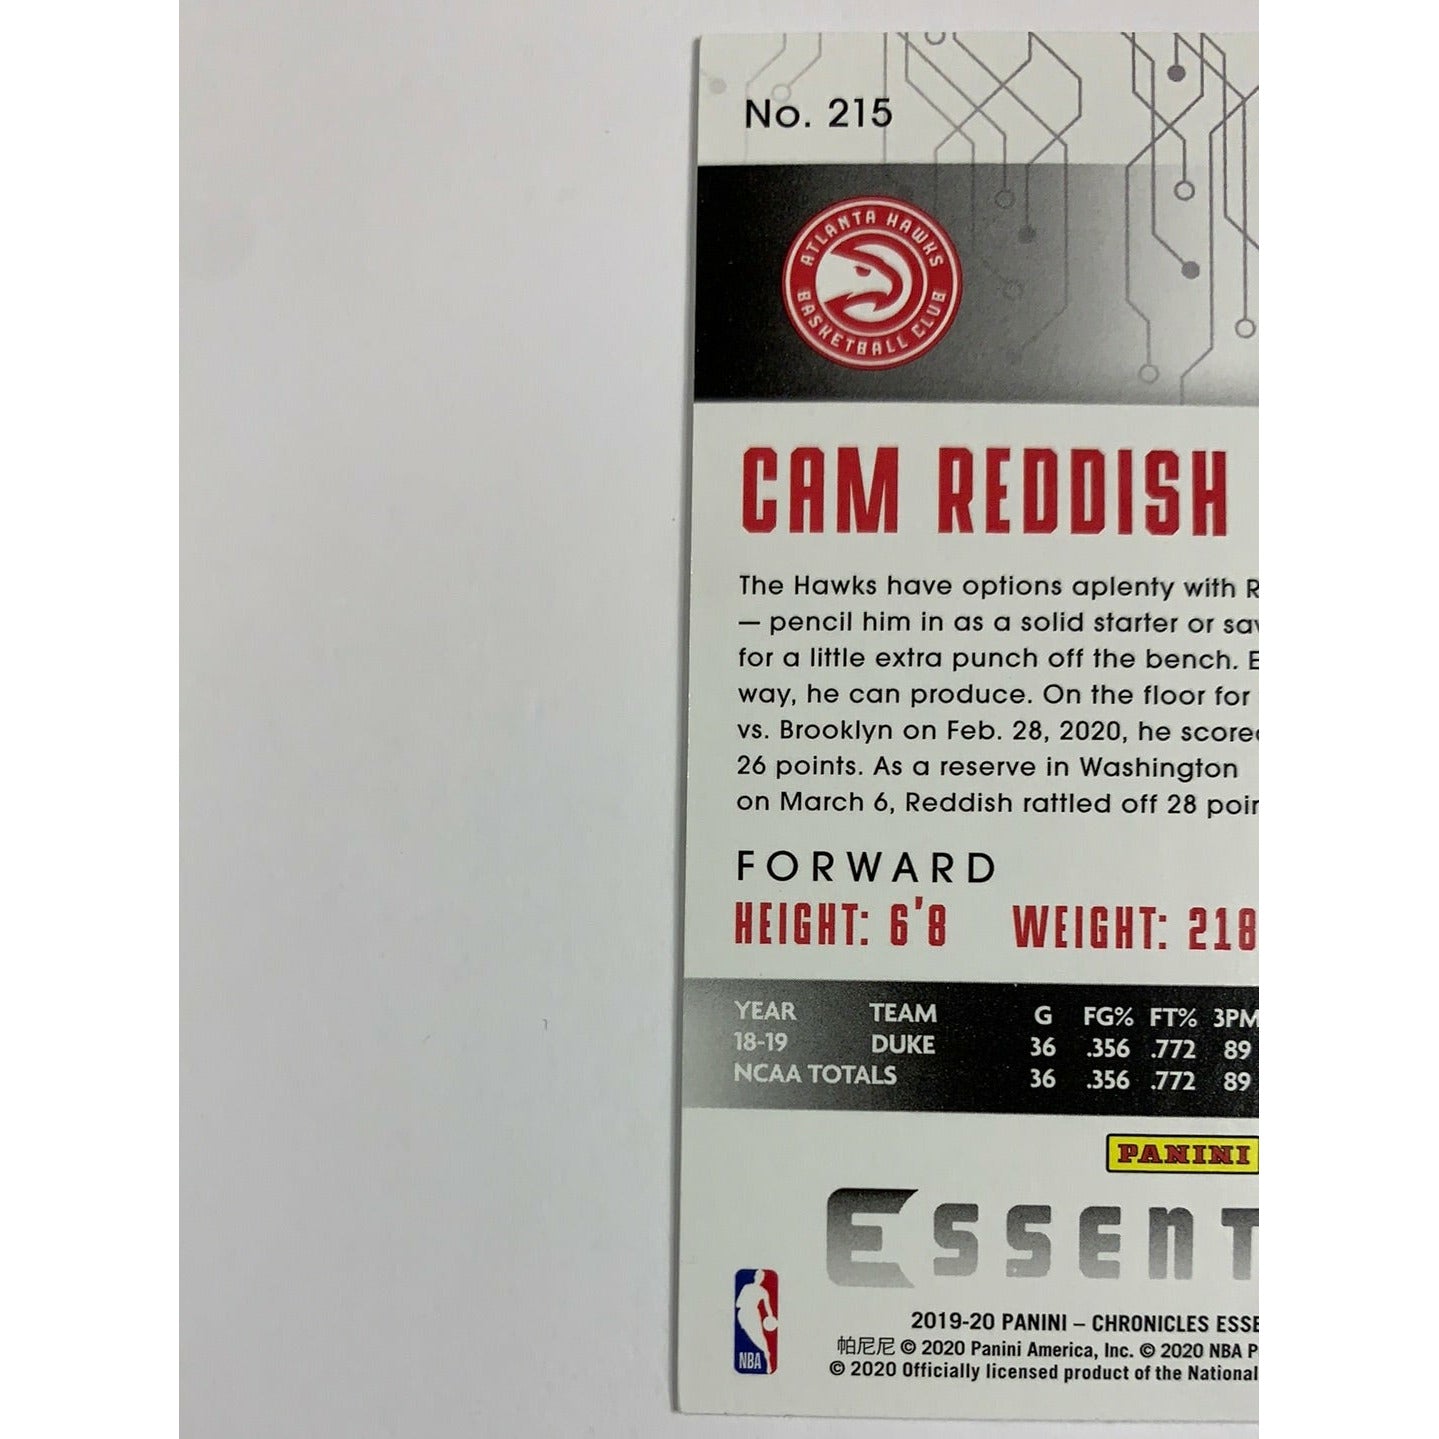 No. 215
ATLANTA HAWKS
BASKETBALL CLUB
CAM REDDISH
The Hawks have options aplenty with
— pencil him in as a solid starter or
for a little extra punch off the bench.
way, he can produce. On the floor for
vs. Brooklyn on Feb. 28, 2020, he
26 points. As a reserve in Washington
on March 6, Reddish rattled off 28
FORWARD
HEIGHT: 6'8 WEIGHT: 218
YEAR TEAM G FG% FT% 3PM
18-19 DUKE 36 .356 .772 89
NCAA TOTALS 36 .356 .772 89
PANINI
ESSENT
NBA
2019-20 PANINI – CHRONICLES ESSE
帕尼尼 © 2020 Panini America, Inc. © 2020 NBA P
© 2020 Officially licensed product of the National